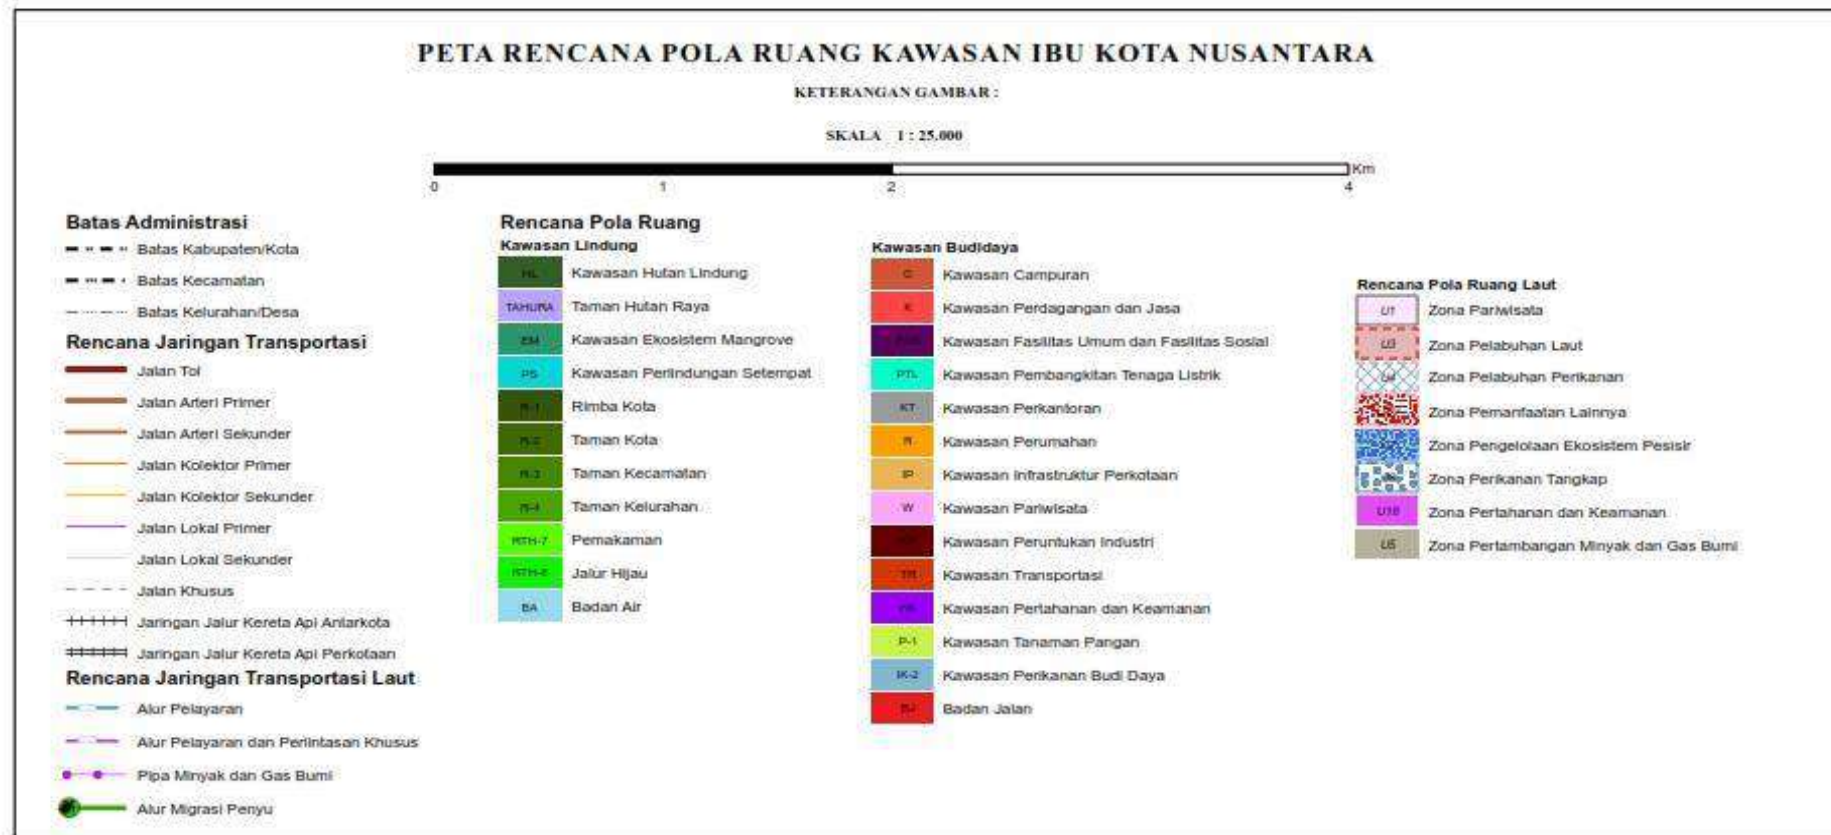 PETA RENCANA POLA RUANG KAWASAN IBU KOTA NUSANTARA
KETERANGAN GAMBAR :
SKALA 1 : 25.000
Km
0 1 2 4
Batas Administrasi
Batas Kabupaten/Kota
Batas Kecamatan
Batas Kelurahan/Desa
Rencana Jaringan Transportasi
Jalan Tol
Jalan Arteri Primer
Jalan Arteri Sekunder
Jalan Kolektor Primer
Jalan Kolektor Sekunder
Jalan Lokal Primer
Jalan Lokal Sekunder
Jalan Khusus
Jaringan Jalur Kereta Api Antarkota
Jaringan Jalur Kereta Api Perkotaan
Rencana Jaringan Transportasi Laut
Alur Pelayaran
Alur Pelayaran dan Perlintasan Khusus
Pipa Minyak dan Gas Bumi
Alur Migrasi Penyu
Rencana Pola Ruang
Kawasan Lindung
HL Kawasan Hutan Lindung
TAHURA Taman Hutan Raya
EM Kawasan Ekosistem Mangrove
PS Kawasan Perlindungan Setempat
R-1 Rimba Kota
R-2 Taman Kota
R-3 Taman Kecamatan
R-4 Taman Kelurahan
RTH-7 Pemakaman
Jalur Hijau
BA Badan Air
Kawasan Budidaya
C Kawasan Campuran
K Kawasan Perdagangan dan Jasa
Kawasan Fasilitas Umum dan Fasilitas Sosial
PTL Kawasan Pembangkitan Tenaga Listrik
KT Kawasan Perkantoran
R Kawasan Perumahan
IP Kawasan Infrastruktur Perkotaan
W Kawasan Pariwisata
Kawasan Peruntukan Industri
TR Kawasan Transportasi
Kawasan Pertahanan dan Keamanan
P-1 Kawasan Tanaman Pangan
IK-2 Kawasan Perikanan Budi Daya
BJ Badan Jalan
Rencana Pola Ruang Laut
U1 Zona Pariwisata
U3 Zona Pelabuhan Laut
U4 Zona Pelabuhan Perikanan
Zona Pemanfaatan Lainnya
Zona Pengelolaan Ekosistem Pesisir
Zona Perikanan Tangkap
U18 Zona Pertahanan dan Keamanan
U5 Zona Pertambangan Minyak dan Gas Bumi